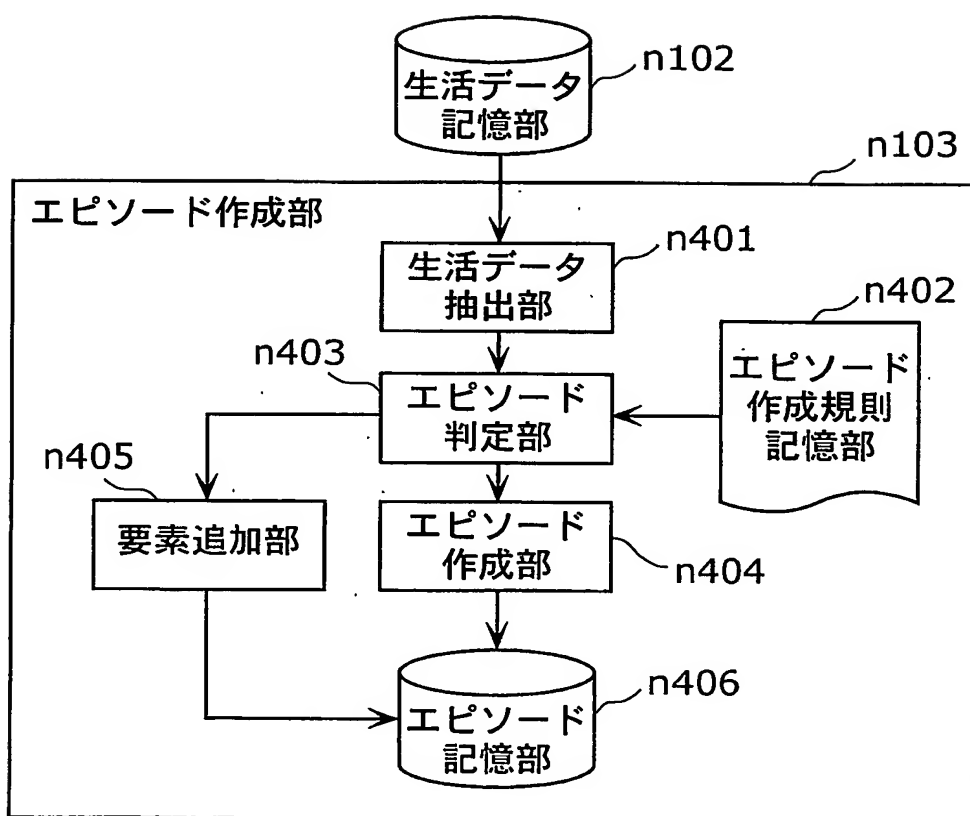 生活データ
記憶部
n102
n103
エピソード作成部
生活データ
抽出部
n401
n402
エピソード
作成規則
記憶部
n403
エピソード
判定部
n405
要素追加部
エピソード
作成部
n404
エピソード
記憶部
n406